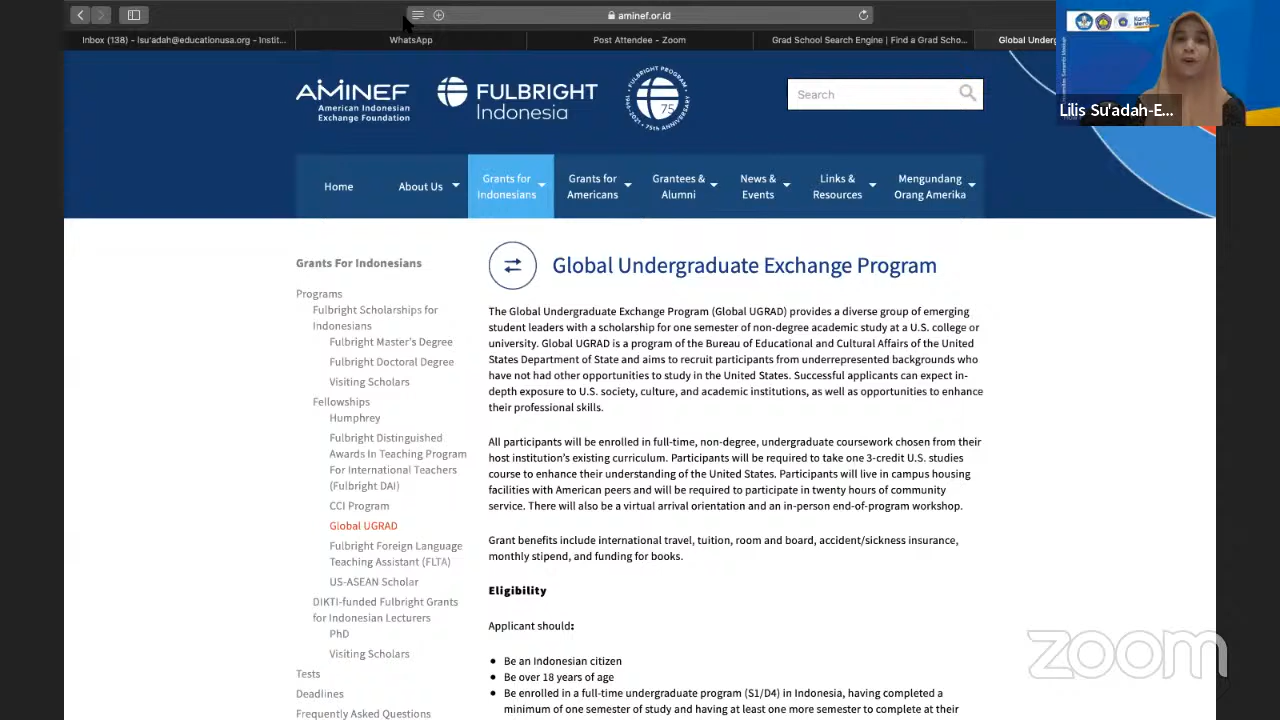 aminef.or.id
Inbox (138) - lsu'adah@educationusa.org - Instit...
WhatsApp
Post Attendee - Zoom
Grad School Search Engine | Find a Grad Scho...
Global Underg
Lilis Su'adah-E...
AMINEF
American Indonesian
Exchange Foundation
FULBRIGHT
Indonesia
75
Search
Home
About Us
Grants for
Indonesians
Grants for
Americans
Grantees &
Alumni
News &
Events
Links &
Resources
Mengundang
Orang Amerika
Grants For Indonesians
Programs
Fulbright Scholarships for
Indonesians
Fulbright Master's Degree
Fulbright Doctoral Degree
Visiting Scholars
Fellowships
Humphrey
Fulbright Distinguished
Awards In Teaching Program
For International Teachers
(Fulbright DAI)
CCI Program
Global UGRAD
Fulbright Foreign Language
Teaching Assistant (FLTA)
US-ASEAN Scholar
DIKTI-funded Fulbright Grants
for Indonesian Lecturers
PhD
Visiting Scholars
Tests
Deadlines
Frequently Asked Questions
Global Undergraduate Exchange Program
The Global Undergraduate Exchange Program (Global UGRAD) provides a diverse group of emerging
student leaders with a scholarship for one semester of non-degree academic study at a U.S. college or
university. Global UGRAD is a program of the Bureau of Educational and Cultural Affairs of the United
States Department of State and aims to recruit participants from underrepresented backgrounds who
have not had other opportunities to study in the United States. Successful applicants can expect in-
depth exposure to U.S. society, culture, and academic institutions, as well as opportunities to enhance
their professional skills.
All participants will be enrolled in full-time, non-degree, undergraduate coursework chosen from their
host institution's existing curriculum. Participants will be required to take one 3-credit U.S. studies
course to enhance their understanding of the United States. Participants will live in campus housing
facilities with American peers and will be required to participate in twenty hours of community
service. There will also be a virtual arrival orientation and an in-person end-of-program workshop.
Grant benefits include international travel, tuition, room and board, accident/sickness insurance,
monthly stipend, and funding for books.
Eligibility
Applicant should:
Be an Indonesian citizen
Be over 18 years of age
Be enrolled in a full-time undergraduate program (S1/D4) in Indonesia, having completed a
minimum of one semester of study and having at least one more semester to complete at their
zoom